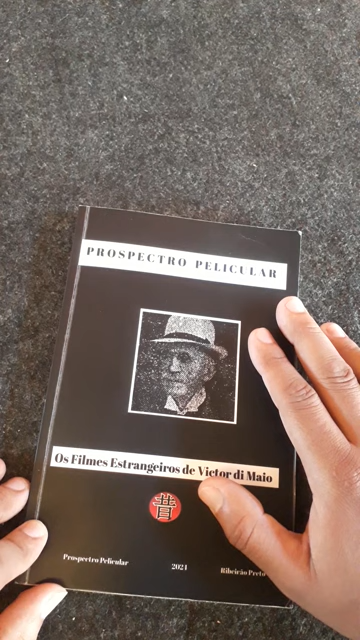 PROSPECTRO PELICULAR
Os Filmes Estrangeiros de Victor di Maio
Prospectro Pelicular 2021 Ribeirão Preto